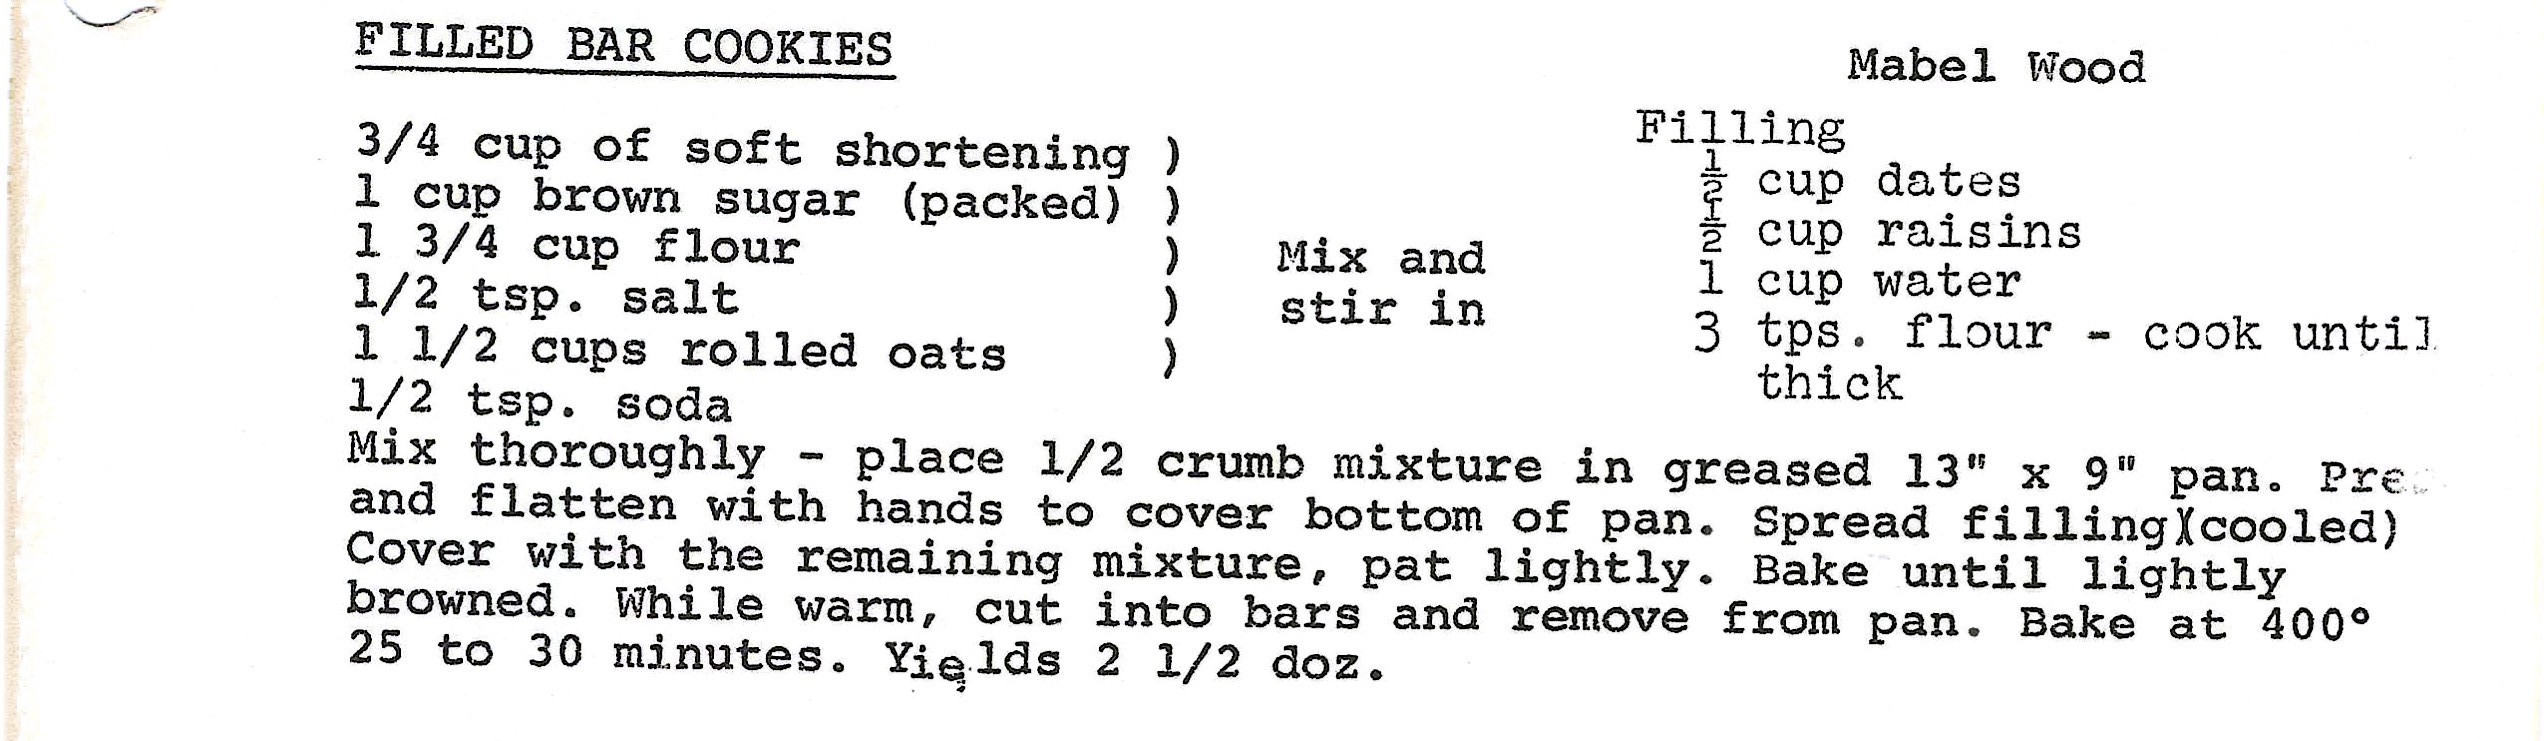 FILLED BAR COOKIES
Mabel Wood
3/4 cup of soft shortening )
1 cup brown sugar (packed) )
1 3/4 cup flour )
1/2 tsp. salt )
1 1/2 cups rolled oats )
1/2 tsp. soda
Mix and
stir in
Filling
½ cup dates
½ cup raisins
1 cup water
3 tps. flour - cook until
thick
Mix thoroughly - place 1/2 crumb mixture in greased 13" x 9" pan. Pre
and flatten with hands to cover bottom of pan. Spread filling (cooled)
Cover with the remaining mixture, pat lightly. Bake until lightly
browned. While warm, cut into bars and remove from pan. Bake at 400°
25 to 30 minutes. Yields 2 1/2 doz.